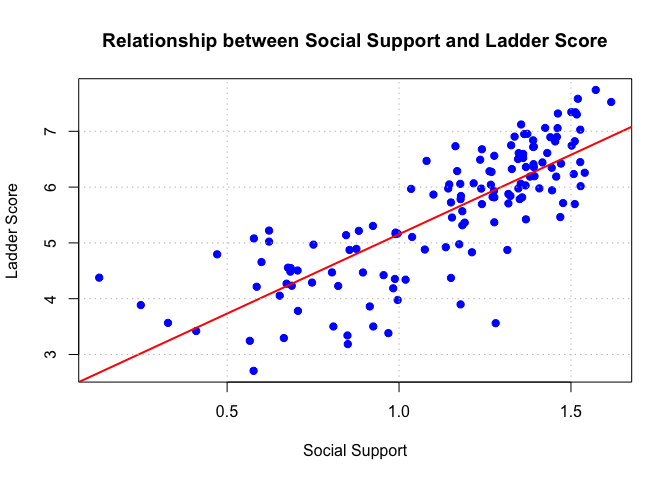 Relationship between Social Support and Ladder Score
Ladder Score
7
6
5
4
3
0.5 1.0 1.5
Social Support